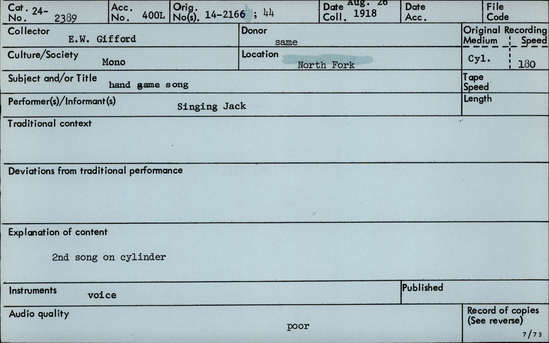 Cat. 24- Acc. Orig. Date Aug. 26 Date File
No. 2389 No. 400L No(s). 14-2166 ; 44 Coll. 1918 Acc. Code
Collector E.W. Gifford Donor same Original Recording
Medium Speed
Culture/Society Mono Location North Fork Cyl. 180
Subject and/or Title hand game song Tape
Speed
Performer(s)/Informant(s) Singing Jack Length
Traditional context
Deviations from traditional performance
Explanation of content
2nd song on cylinder
Instruments voice Published
Audio quality poor Record of copies
(See reverse)
7/73